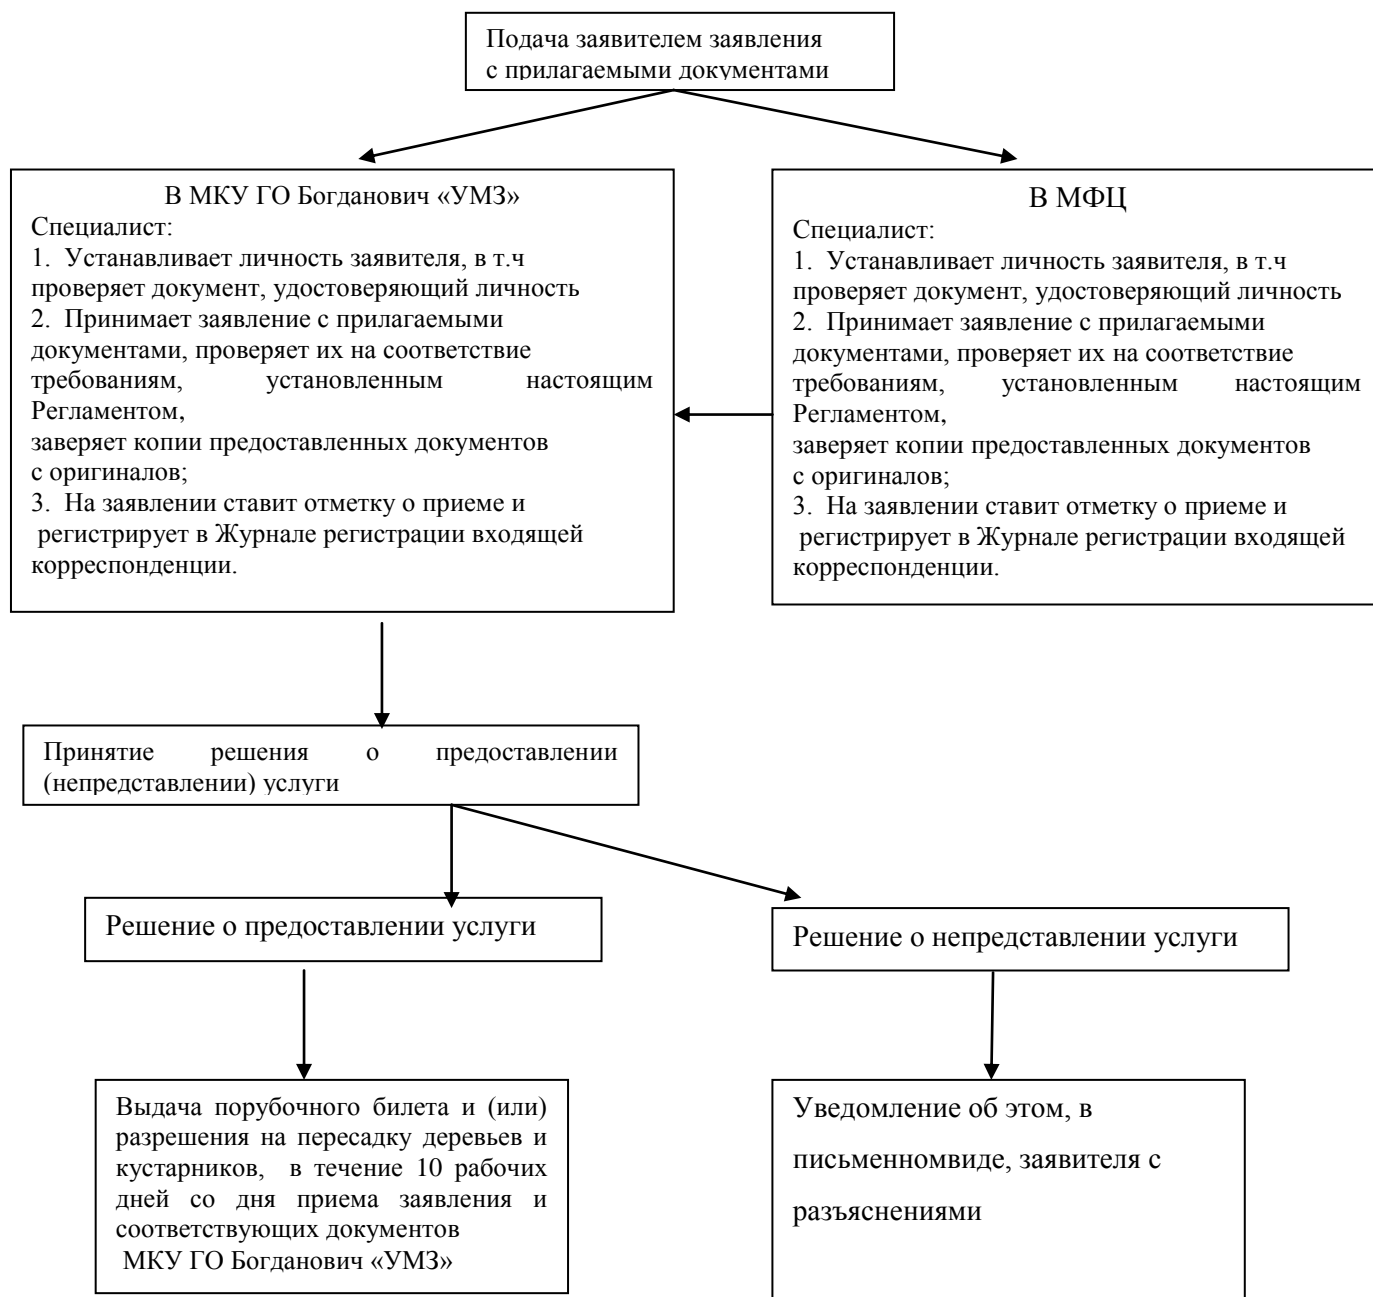 Подача заявителем заявления
с прилагаемыми документами
В МКУ ГО Богданович «УМЗ»
Специалист:
1. Устанавливает личность заявителя, в т.ч
проверяет документ, удостоверяющий личность
2. Принимает заявление с прилагаемыми
документами, проверяет их на соответствие
требованиям, установленным настоящим
Регламентом,
заверяет копии предоставленных документов
с оригиналов;
3. На заявлении ставит отметку о приеме и
регистрирует в Журнале регистрации входящей
корреспонденции.
В МФЦ
Специалист:
1. Устанавливает личность заявителя, в т.ч
проверяет документ, удостоверяющий личность
2. Принимает заявление с прилагаемыми
документами, проверяет их на соответствие
требованиям, установленным настоящим
Регламентом,
заверяет копии предоставленных документов
с оригиналов;
3. На заявлении ставит отметку о приеме и
регистрирует в Журнале регистрации входящей
корреспонденции.
Принятие решения о предоставлении
(непредставлении) услуги
Решение о предоставлении услуги
Решение о непредставлении услуги
Выдача порубочного билета и (или)
разрешения на пересадку деревьев и
кустарников, в течение 10 рабочих
дней со дня приема заявления и
соответствующих документов
МКУ ГО Богданович «УМЗ»
Уведомление об этом, в
письменномвиде, заявителя с
разъяснениями